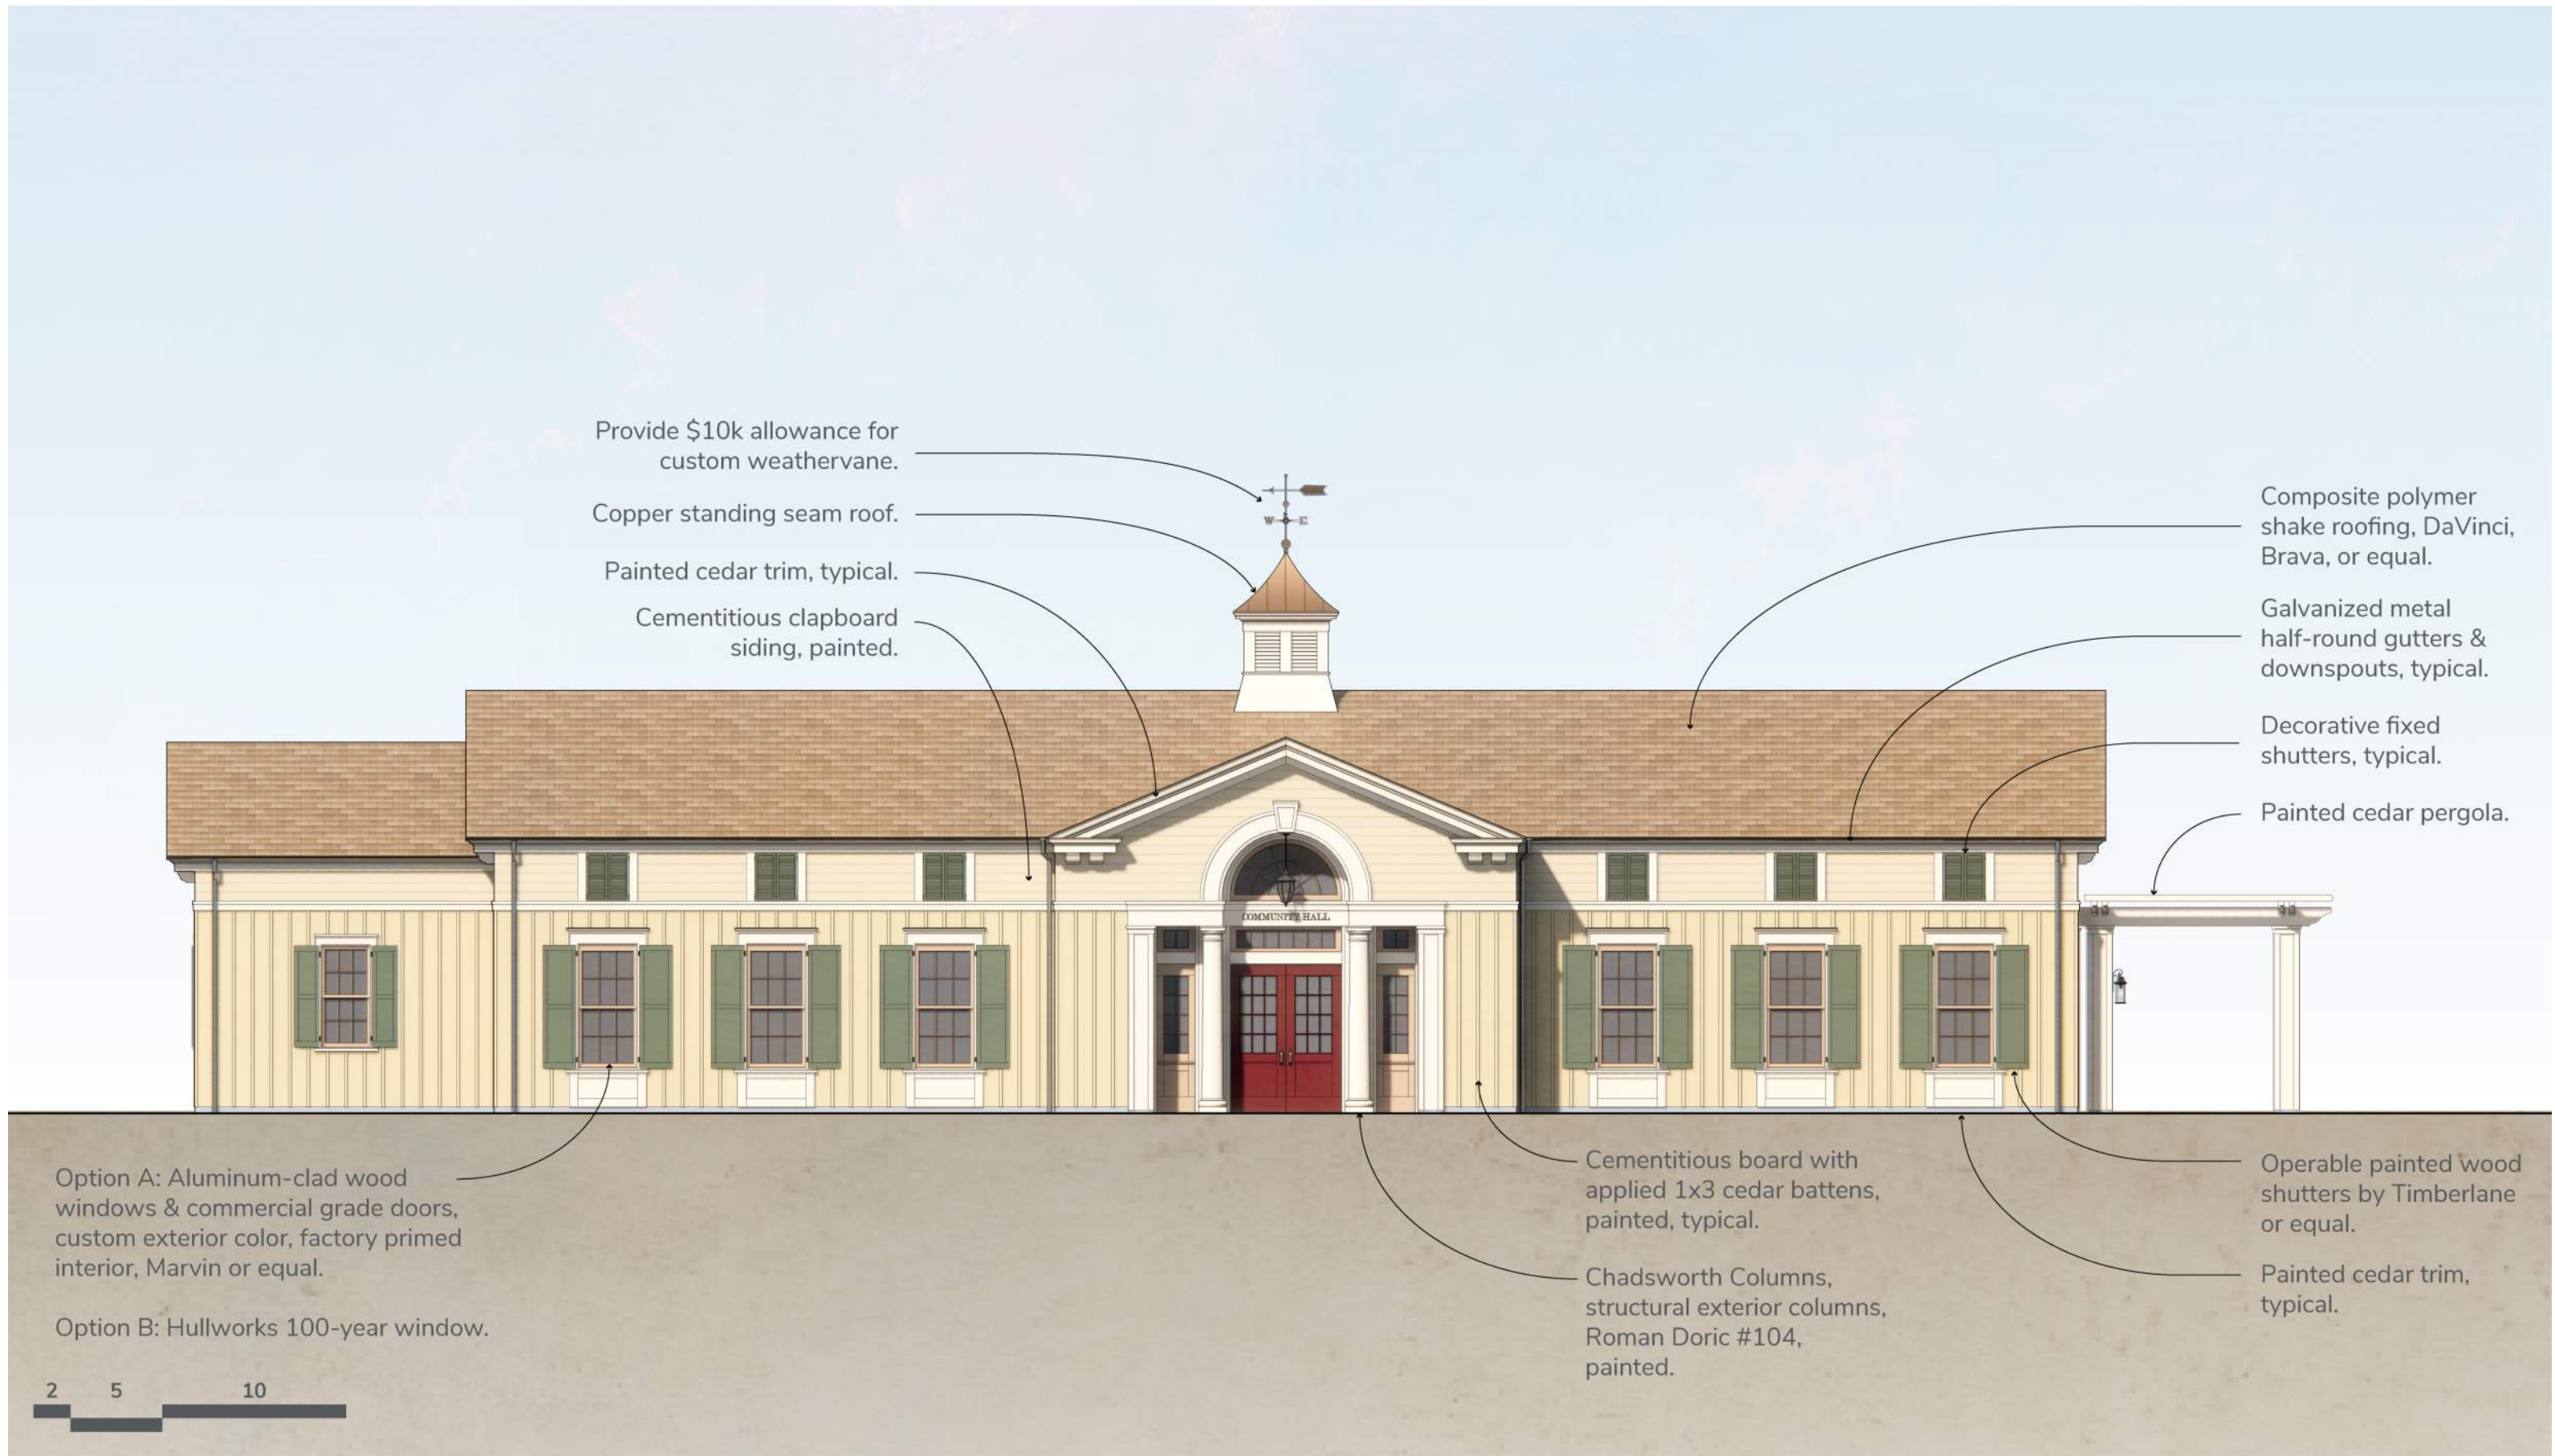 Provide $10k allowance for
custom weathervane.
Copper standing seam roof.
Painted cedar trim, typical.
Cementitious clapboard
siding, painted.
W E
Composite polymer
shake roofing, DaVinci,
Brava, or equal.
Galvanized metal
half-round gutters &
downspouts, typical.
Decorative fixed
shutters, typical.
Painted cedar pergola.
COMMUNITY HALL
Option A: Aluminum-clad wood
windows & commercial grade doors,
custom exterior color, factory primed
interior, Marvin or equal.
Option B: Hullworks 100-year window.
Cementitious board with
applied 1x3 cedar battens,
painted, typical.
Chadsworth Columns,
structural exterior columns,
Roman Doric #104,
painted.
Operable painted wood
shutters by Timberlane
or equal.
Painted cedar trim,
typical.
2 5 10